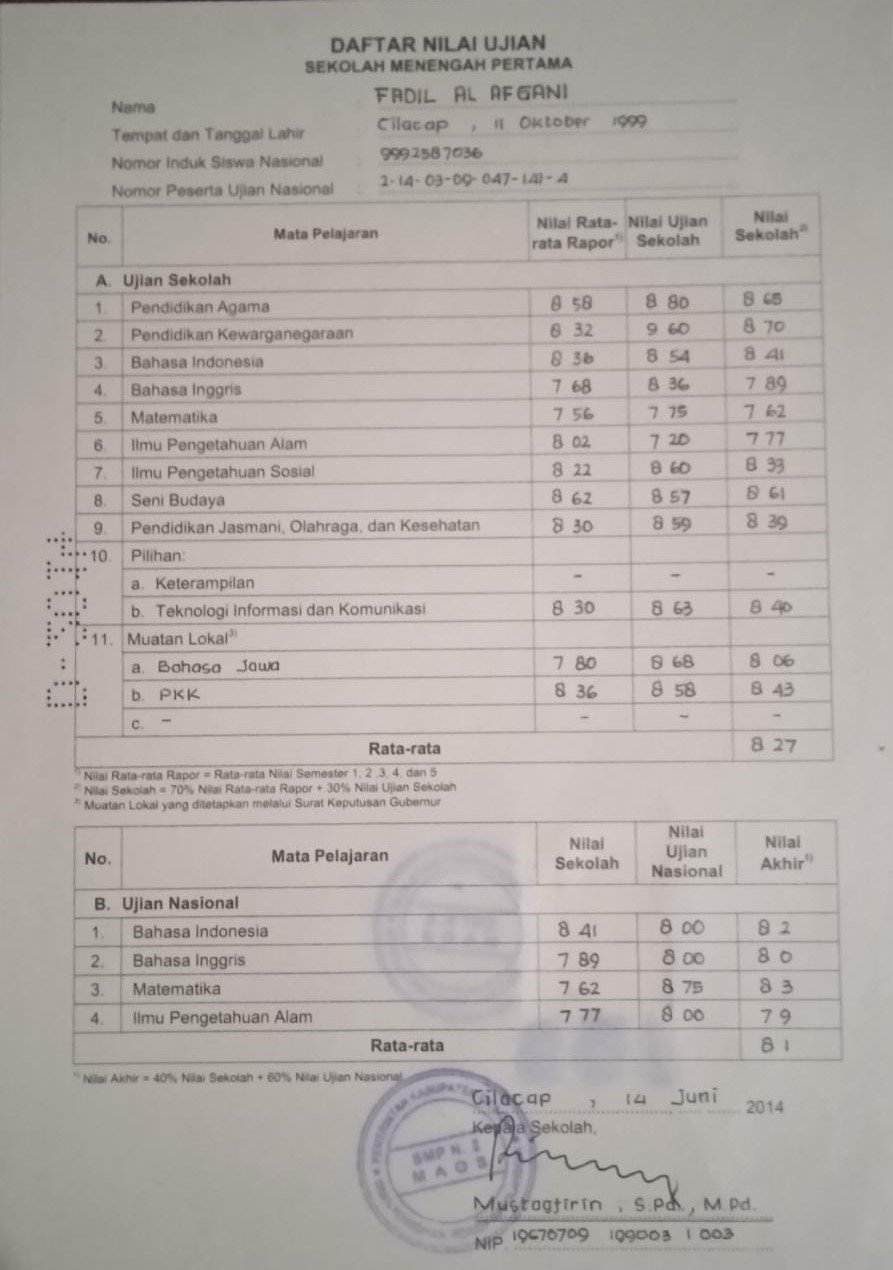 DAFTAR NILAI UJIAN
SEKOLAH MENENGAH PERTAMA
Nama : FADIL AL AFGANI
Tempat dan Tanggal Lahir : Cilacap , 11 Oktober 1999
Nomor Induk Siswa Nasional : 9992587036
Nomor Peserta Ujian Nasional : 2-14-03-09-047-141-4
No. Mata Pelajaran Nilai Rata-rata Rapor¹⁾ Nilai Ujian Sekolah Nilai Sekolah²⁾
A. Ujian Sekolah
1. Pendidikan Agama 8 58 8 80 8 65
2. Pendidikan Kewarganegaraan 8 32 9 60 8 70
3. Bahasa Indonesia 8 36 8 54 8 41
4. Bahasa Inggris 7 68 8 36 7 89
5. Matematika 7 56 7 75 7 62
6. Ilmu Pengetahuan Alam 8 02 7 20 7 77
7. Ilmu Pengetahuan Sosial 8 22 8 60 8 33
8. Seni Budaya 8 62 8 57 8 61
9. Pendidikan Jasmani, Olahraga, dan Kesehatan 8 30 8 59 8 39
10. Pilihan:
a. Keterampilan - - -
b. Teknologi Informasi dan Komunikasi 8 30 8 63 8 40
11. Muatan Lokal³⁾
a. Bahasa Jawa 7 80 8 68 8 06
b. PKK 8 36 8 58 8 43
c. - - - -
Rata-rata 8 27
¹⁾ Nilai Rata-rata Rapor = Rata-rata Nilai Semester 1, 2 ,3, 4, dan 5
²⁾ Nilai Sekolah = 70% Nilai Rata-rata Rapor + 30% Nilai Ujian Sekolah
³⁾ Muatan Lokal yang ditetapkan melalui Surat Keputusan Gubernur
No. Mata Pelajaran Nilai Sekolah Nilai Ujian Nasional Nilai Akhir¹⁾
B. Ujian Nasional
1. Bahasa Indonesia 8 41 8 00 8 2
2. Bahasa Inggris 7 89 8 00 8 0
3. Matematika 7 62 8 75 8 3
4. Ilmu Pengetahuan Alam 7 77 8 00 7 9
Rata-rata 8 1
¹⁾ Nilai Akhir = 40% Nilai Sekolah + 60% Nilai Ujian Nasional
Cilacap , 14 Juni 2014
Kepala Sekolah,
SMP N. 2
MAOS
Mustagfirin , S.Pd., M.Pd.
NIP 19670709 199003 1 003